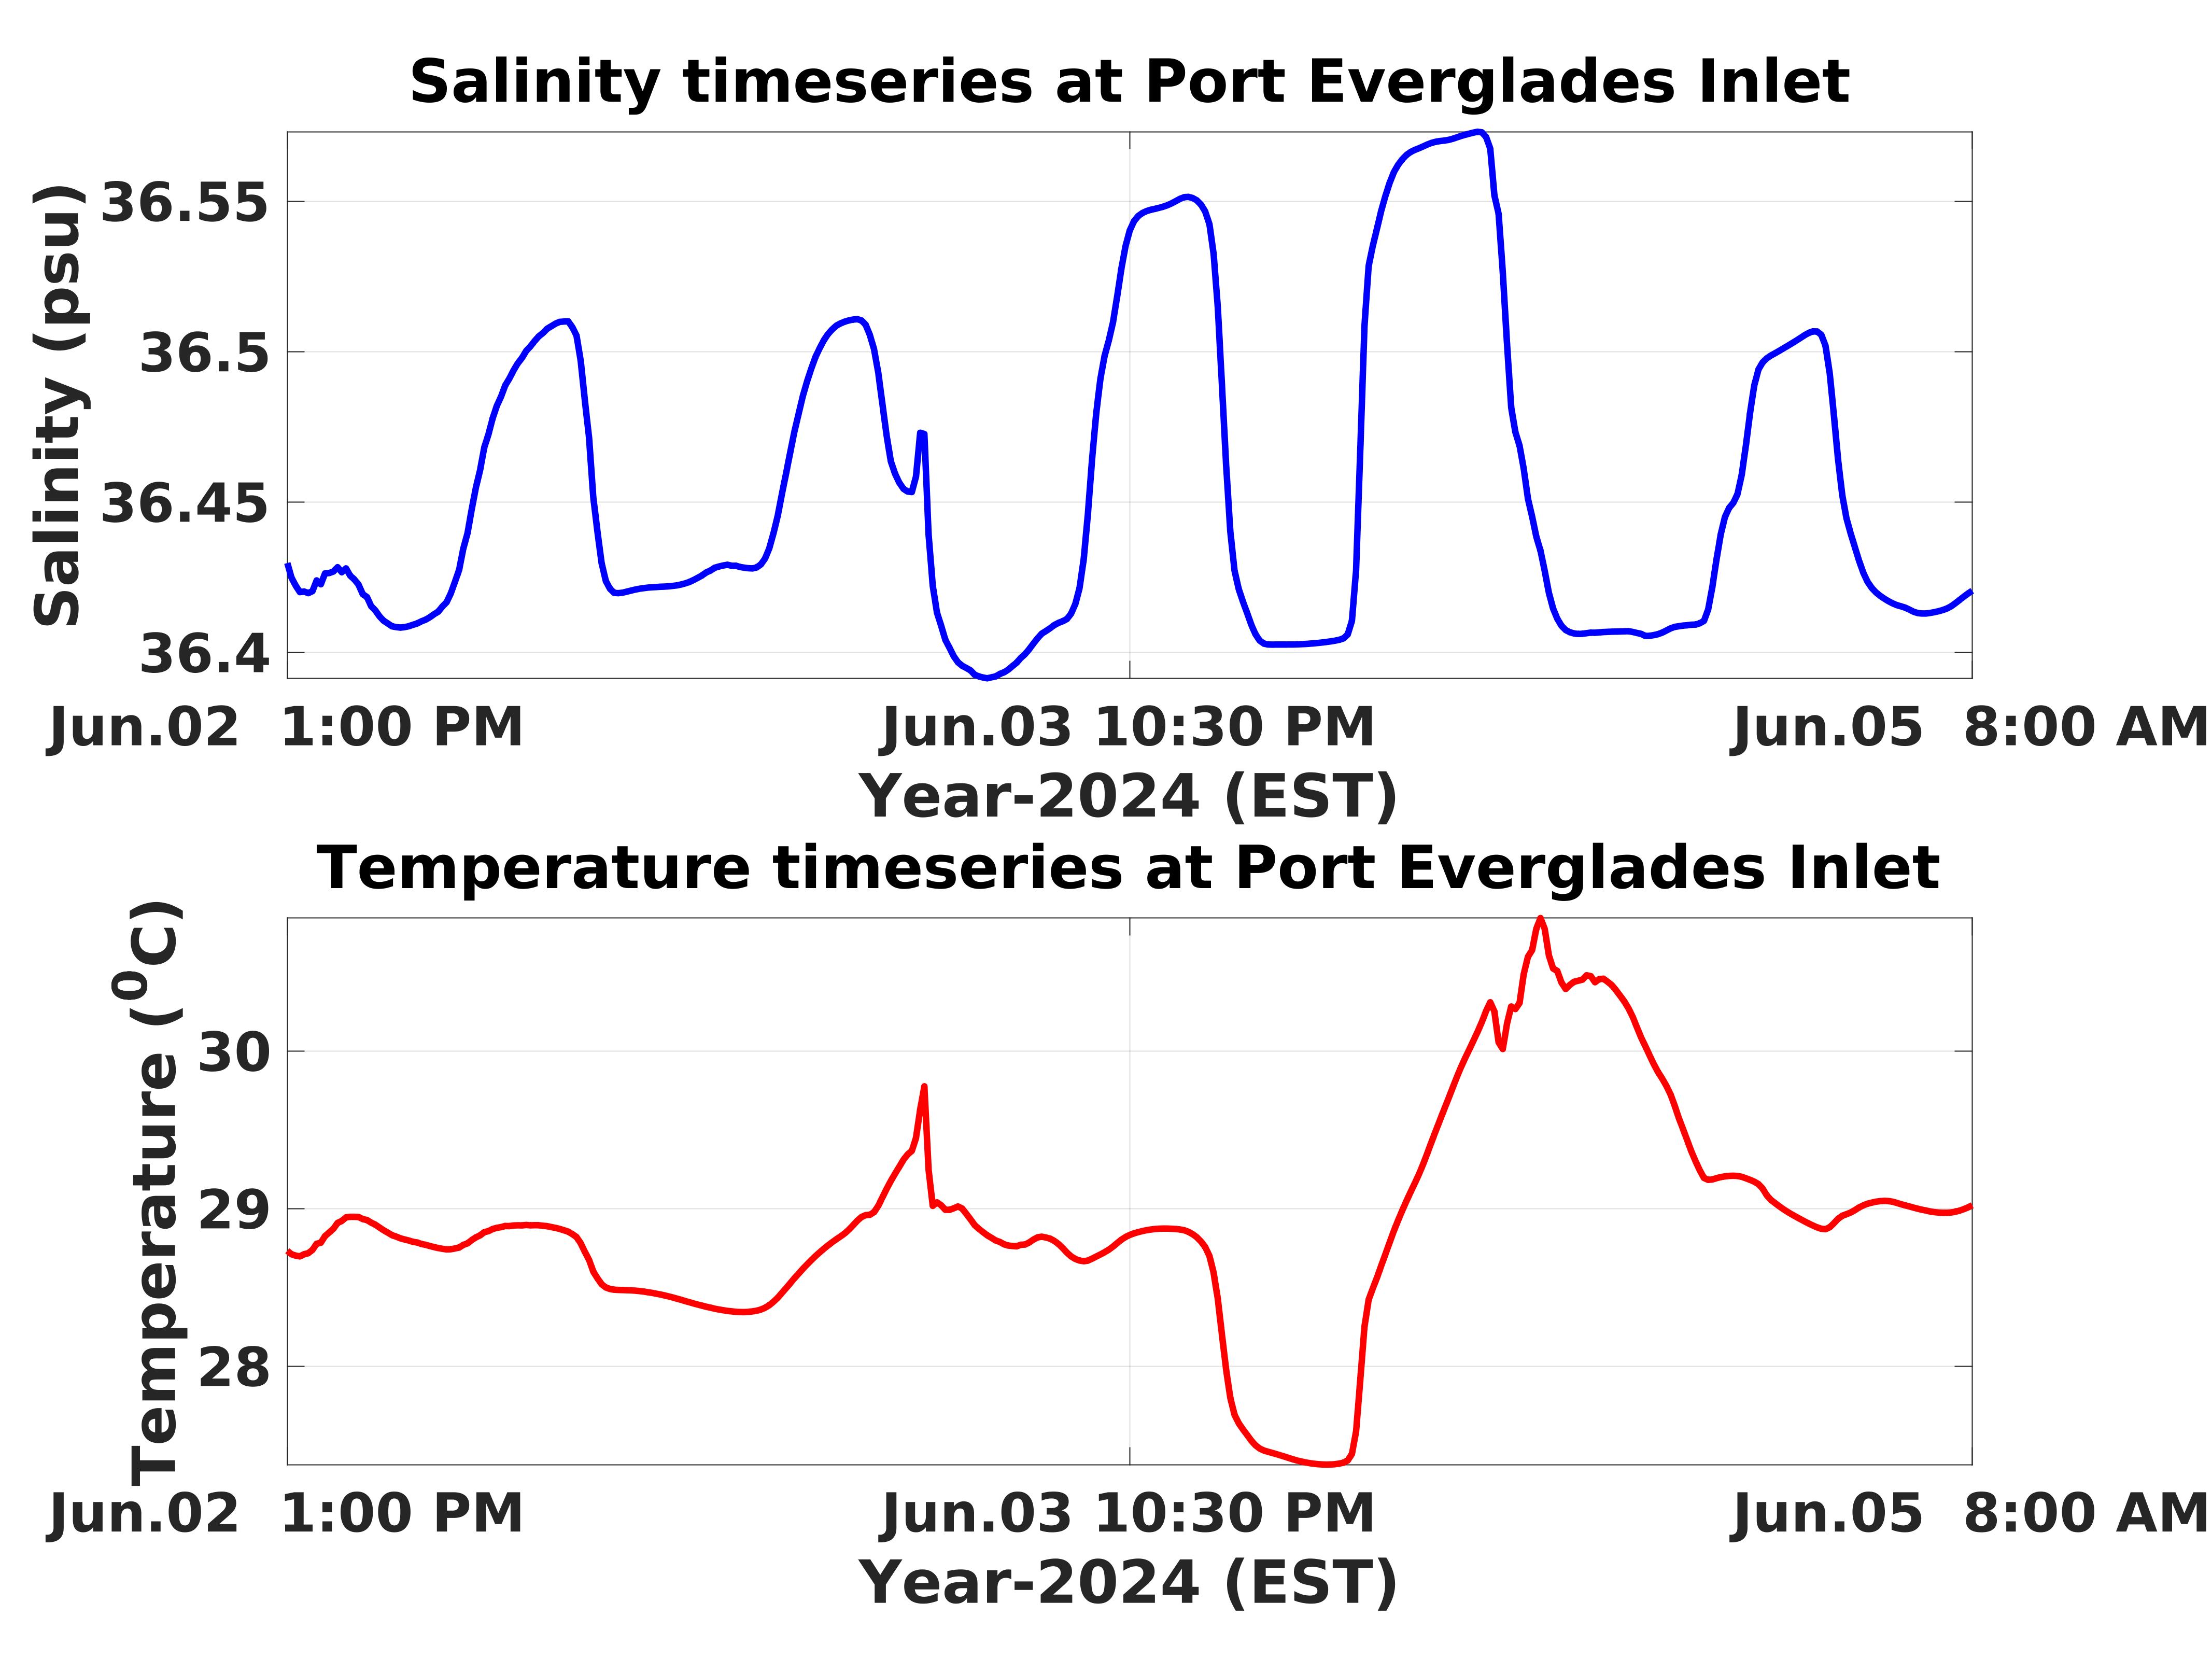 Salinity timeseries at Port Everglades Inlet
Salinity (psu)
36.55
36.5
36.45
36.4
Jun.02  1:00 PM
Jun.03 10:30 PM
Jun.05  8:00 AM
Year-2024 (EST)
Temperature timeseries at Port Everglades Inlet
Temperature (⁰C)
30
29
28
Jun.02  1:00 PM
Jun.03 10:30 PM
Jun.05  8:00 AM
Year-2024 (EST)